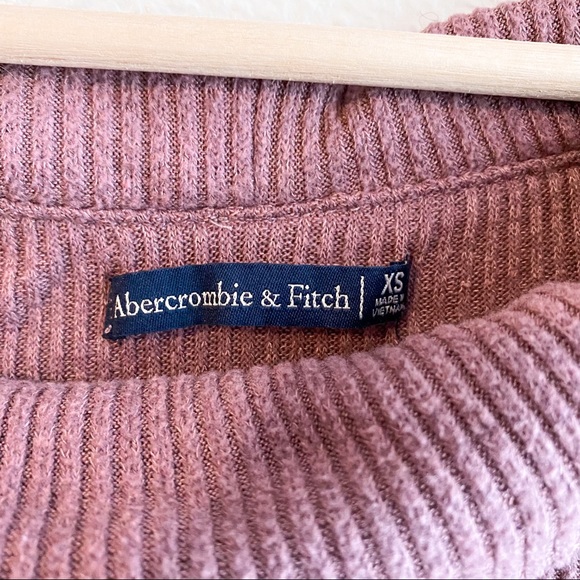 Abercrombie & Fitch | XS
MADE IN
VIETNAM